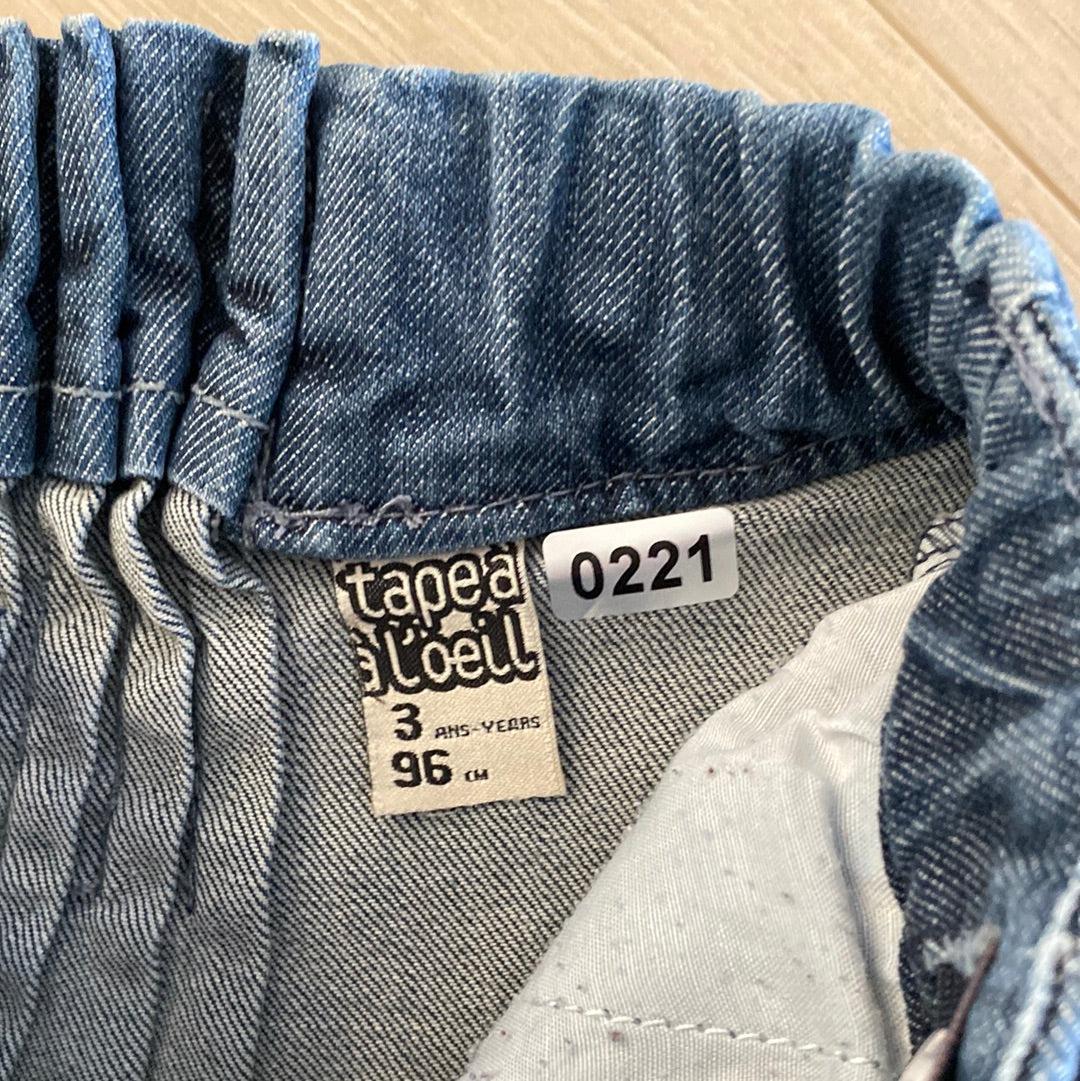 tape à
à l'oeil
3 ANS-YEARS
96 CM
0221